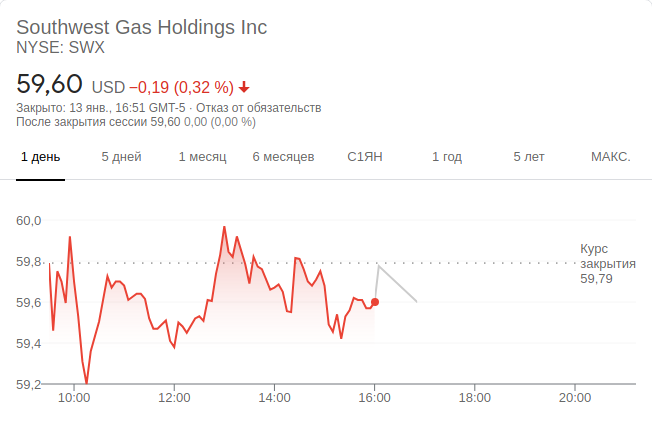 Southwest Gas Holdings Inc
NYSE: SWX
59,60 USD −0,19 (0,32 %)
Закрыто: 13 янв., 16:51 GMT-5 · Отказ от обязательств
После закрытия сессии 59,60 0,00 (0,00 %)
1 день 5 дней 1 месяц 6 месяцев С1ЯН 1 год 5 лет МАКС.
60,0
59,8
59,6
59,4
59,2
Курс
закрытия
59,79
10:00 12:00 14:00 16:00 18:00 20:00